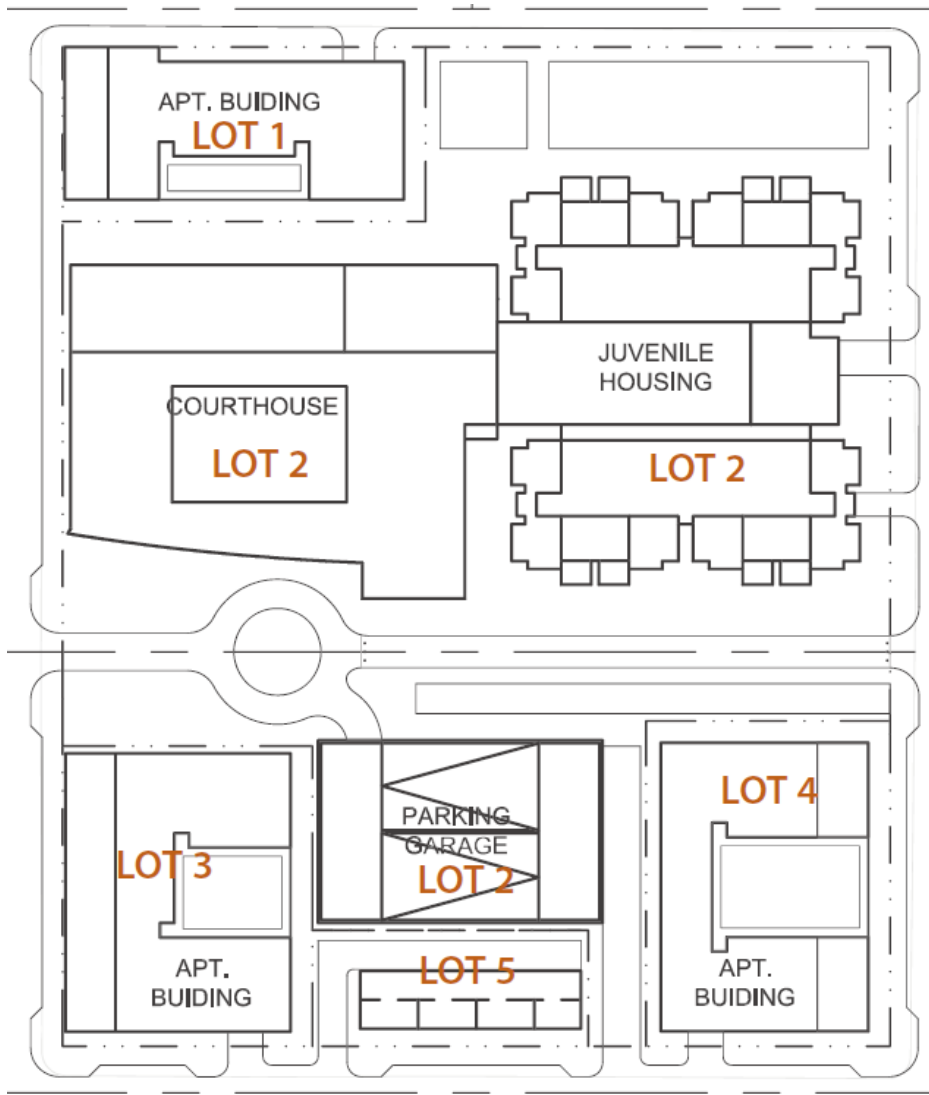 APT. BUIDING
LOT 1
JUVENILE
HOUSING
COURTHOUSE
LOT 2
LOT 2
LOT 4
PARKING
GARAGE
LOT 2
LOT 3
APT.
BUIDING
LOT 5
APT.
BUIDING